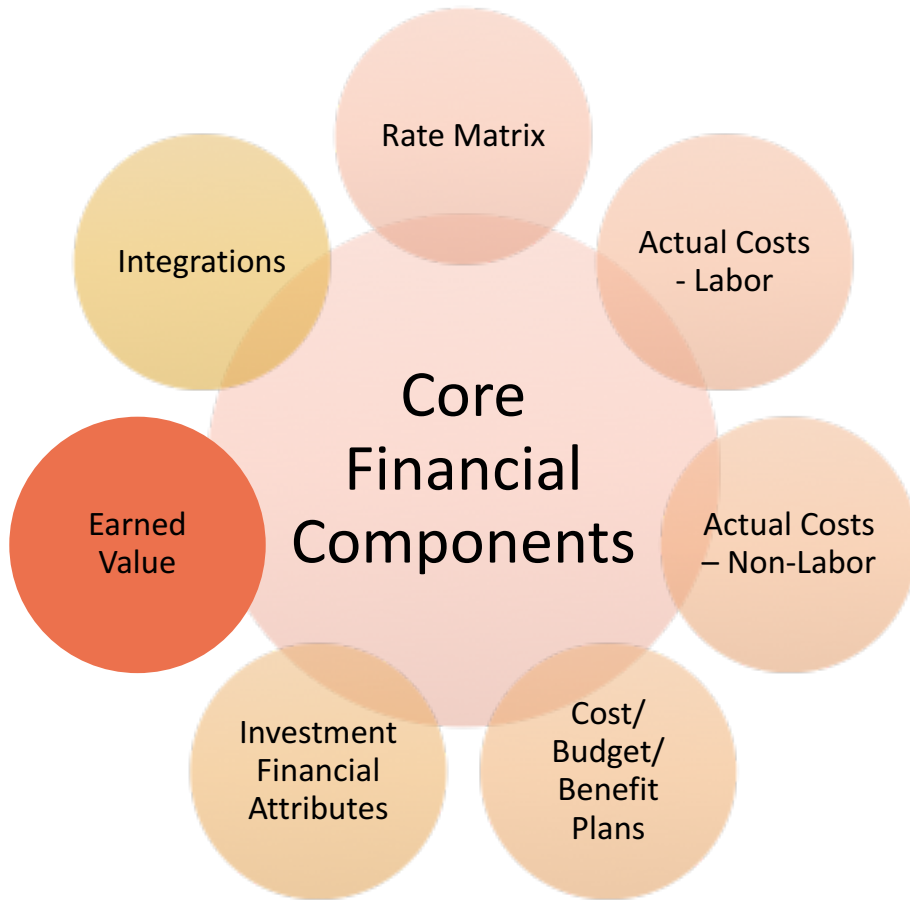 Rate Matrix
Integrations
Actual Costs
- Labor
Core
Financial
Components
Earned
Value
Actual Costs
– Non-Labor
Investment
Financial
Attributes
Cost/
Budget/
Benefit
Plans